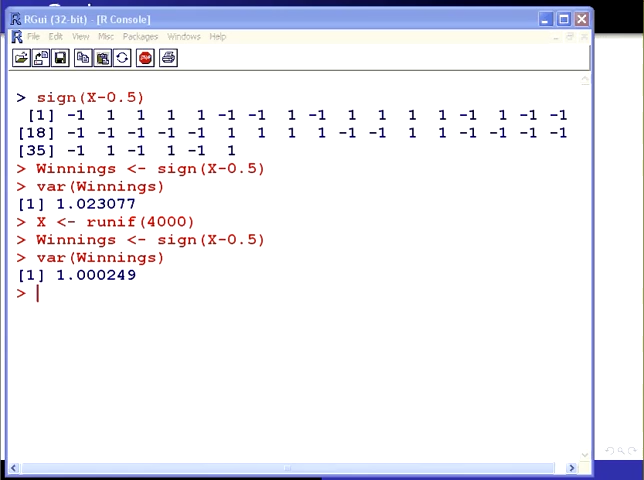 RGui (32-bit) - [R Console]
File Edit View Misc Packages Windows Help
> sign(X-0.5)
[1] -1 1 1 1 1 -1 -1 1 -1 1 1 1 1 -1 1 -1 -1
[18] -1 -1 -1 -1 -1 1 1 1 1 -1 -1 1 1 -1 -1 -1 -1
[35] -1 1 -1 1 -1 1
> Winnings <- sign(X-0.5)
> var(Winnings)
[1] 1.023077
> X <- runif(4000)
> Winnings <- sign(X-0.5)
> var(Winnings)
[1] 1.000249
>